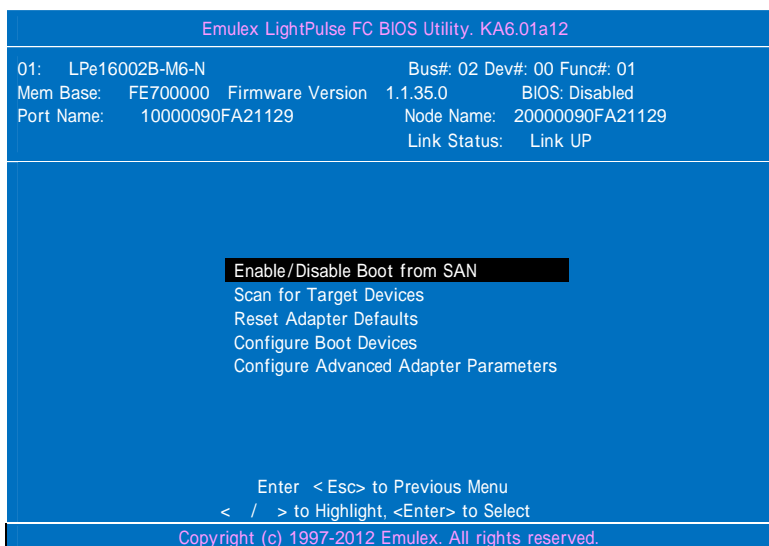 Emulex LightPulse FC BIOS Utility. KA6.01a12
01: LPe16002B-M6-N Bus#: 02 Dev#: 00 Func#: 01
Mem Base: FE700000 Firmware Version 1.1.35.0 BIOS: Disabled
Port Name: 10000090FA21129 Node Name: 20000090FA21129
Link Status: Link UP
Enable/Disable Boot from SAN
Scan for Target Devices
Reset Adapter Defaults
Configure Boot Devices
Configure Advanced Adapter Parameters
Enter <Esc> to Previous Menu
< / > to Highlight, <Enter> to Select
Copyright (c) 1997-2012 Emulex. All rights reserved.